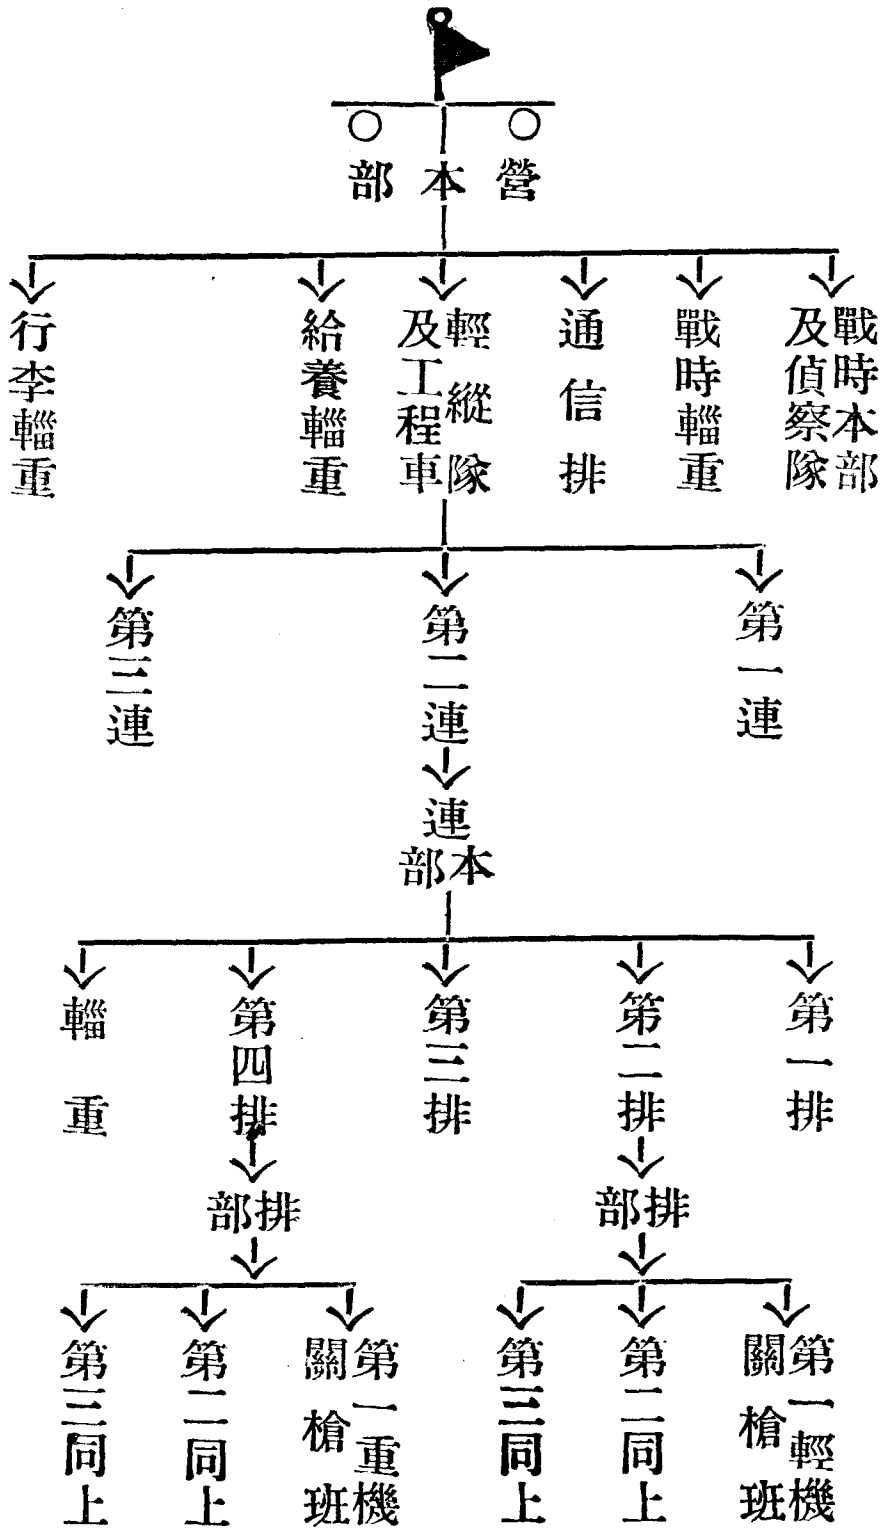 營本部
戰時本部
及偵察隊
戰時輜重
通信排
輕縱隊
及工程車
給養輜重
行李輜重
第一連
第二連
第三連
連
本部
第一排
第二排
第三排
第四排
輜重
排部
排部
第一輕機
關槍班
第二同上
第三同上
第一重機
關槍班
第二同上
第三同上